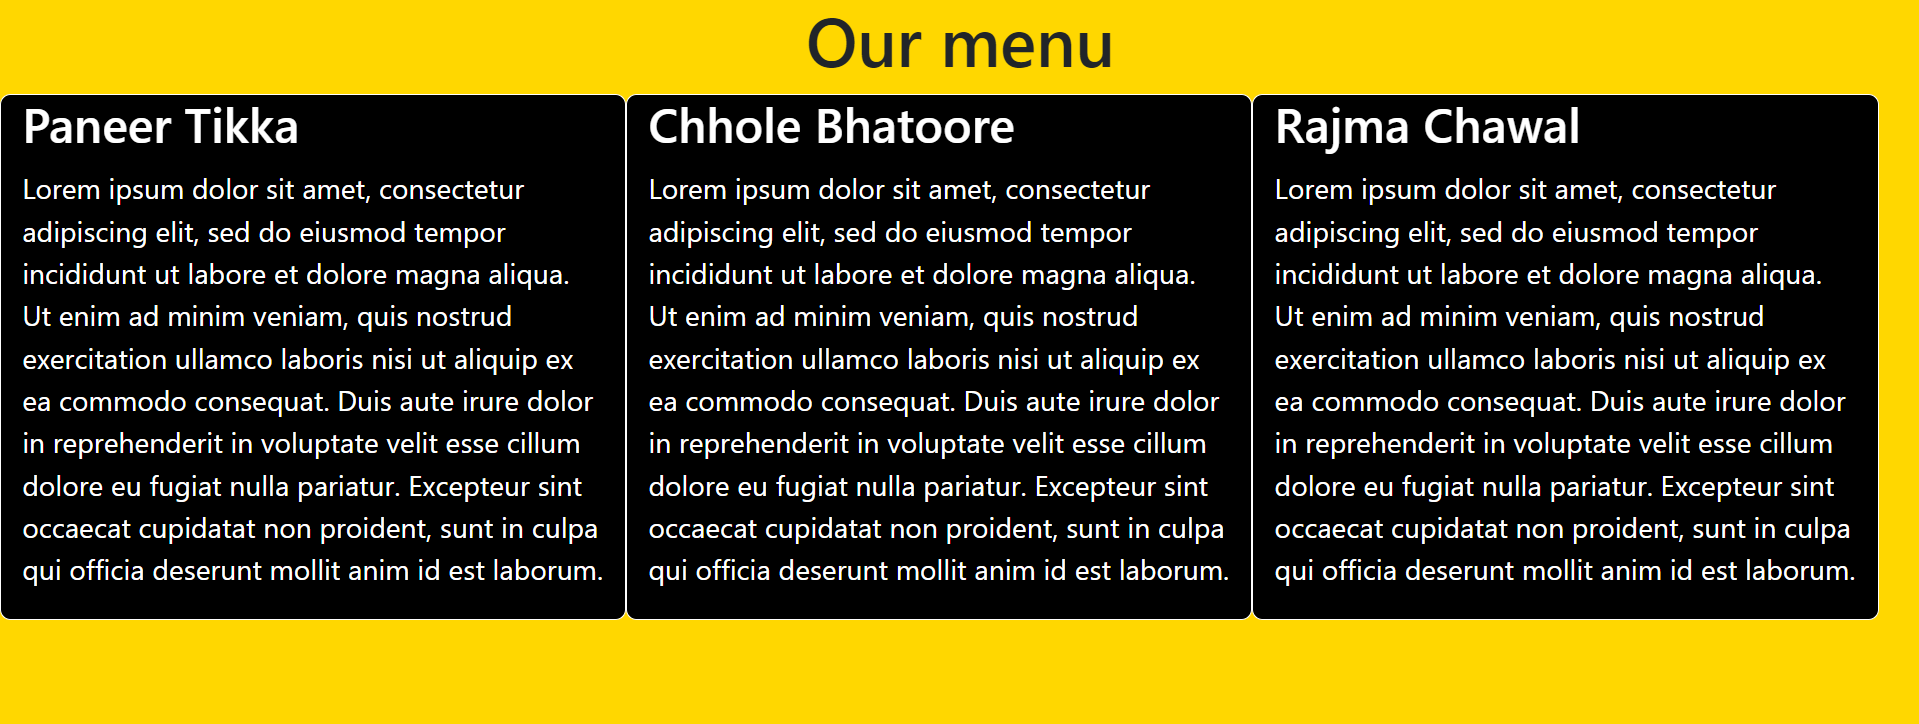 Our menu
Paneer Tikka
Lorem ipsum dolor sit amet, consectetur
adipiscing elit, sed do eiusmod tempor
incididunt ut labore et dolore magna aliqua.
Ut enim ad minim veniam, quis nostrud
exercitation ullamco laboris nisi ut aliquip ex
ea commodo consequat. Duis aute irure dolor
in reprehenderit in voluptate velit esse cillum
dolore eu fugiat nulla pariatur. Excepteur sint
occaecat cupidatat non proident, sunt in culpa
qui officia deserunt mollit anim id est laborum.
Chhole Bhatoore
Lorem ipsum dolor sit amet, consectetur
adipiscing elit, sed do eiusmod tempor
incididunt ut labore et dolore magna aliqua.
Ut enim ad minim veniam, quis nostrud
exercitation ullamco laboris nisi ut aliquip ex
ea commodo consequat. Duis aute irure dolor
in reprehenderit in voluptate velit esse cillum
dolore eu fugiat nulla pariatur. Excepteur sint
occaecat cupidatat non proident, sunt in culpa
qui officia deserunt mollit anim id est laborum.
Rajma Chawal
Lorem ipsum dolor sit amet, consectetur
adipiscing elit, sed do eiusmod tempor
incididunt ut labore et dolore magna aliqua.
Ut enim ad minim veniam, quis nostrud
exercitation ullamco laboris nisi ut aliquip ex
ea commodo consequat. Duis aute irure dolor
in reprehenderit in voluptate velit esse cillum
dolore eu fugiat nulla pariatur. Excepteur sint
occaecat cupidatat non proident, sunt in culpa
qui officia deserunt mollit anim id est laborum.